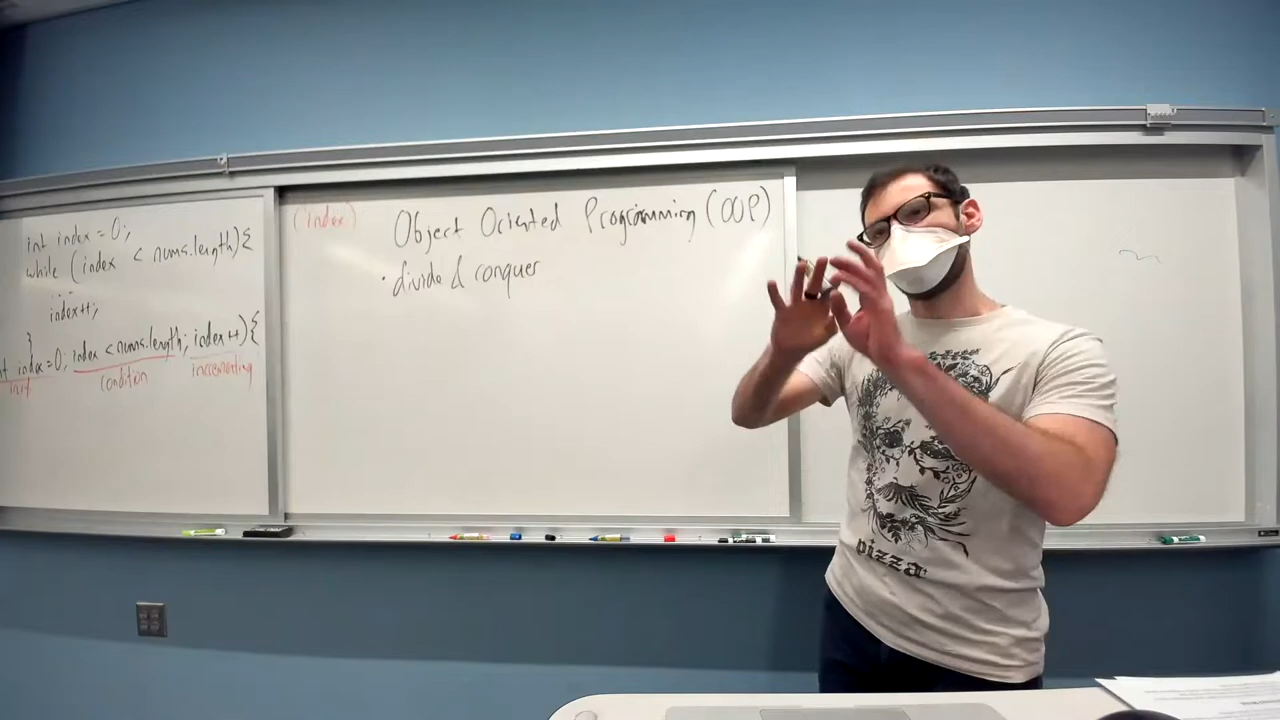 int index = 0;
while (index < nums.length){
...
index++;
}
int index=0; index < nums.length; index++){
init condition incrementing
(index) Object Oriented Programming (OOP)
• divide & conquer
pizza